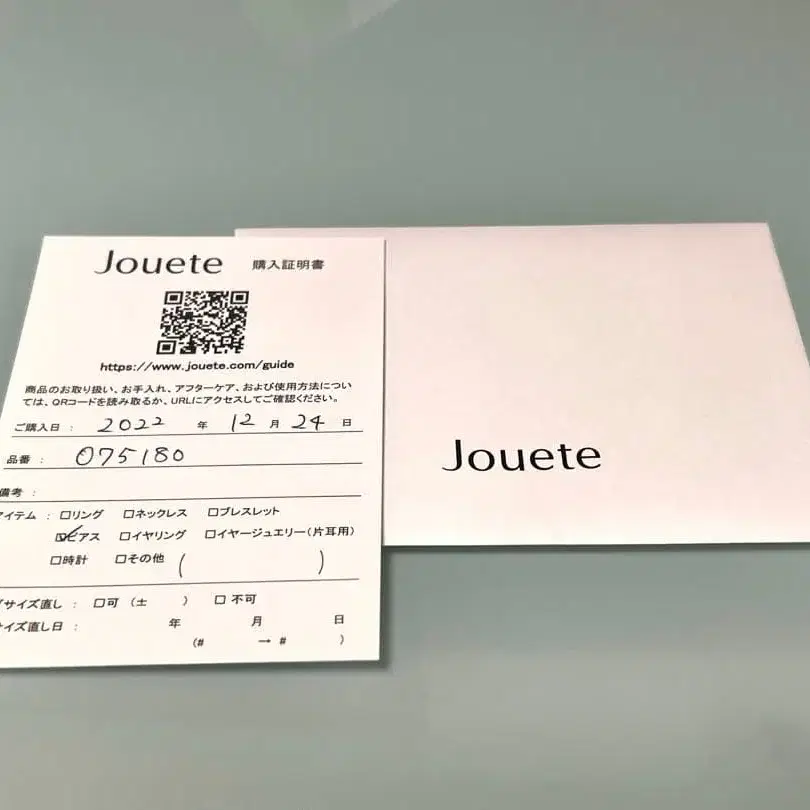 Jouete 購入証明書
https://www.jouete.com/guide
商品のお取り扱い、お手入れ、アフターケア、および使用方法につい
ては、QRコードを読み取るか、URLにアクセスしてご確認ください。
ご購入日 : 2022 年 12 月 24 日
品番 : 075180
備考 :
アイテム : □リング □ネックレス □ブレスレット
☑ピアス □イヤリング □イヤージュエリー(片耳用)
□時計 □その他 ( )
サイズ直し : □可 (± ) □ 不可
サイズ直し日 : 年 月 日
(# → # )
Jouete